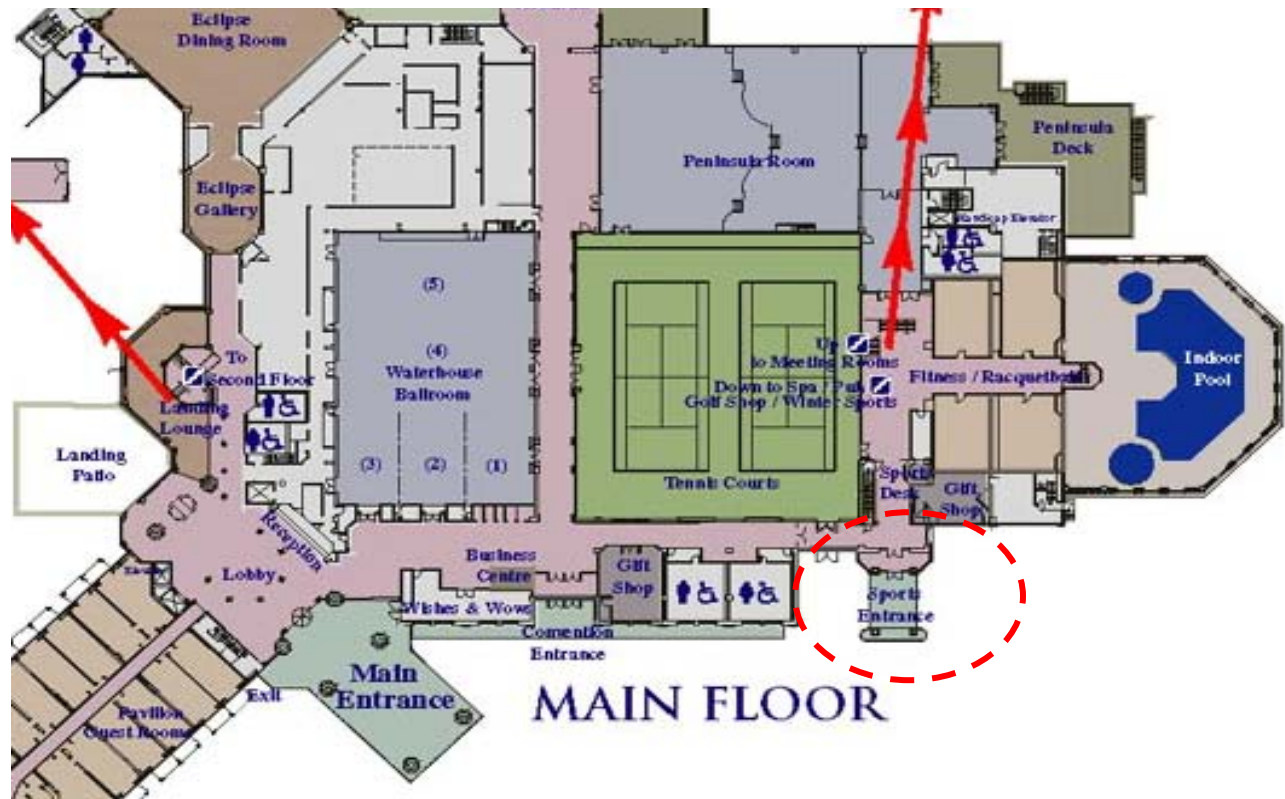 Eclipse
Dining Room
Peninsula
Deck
Peninsula Room
Eclipse
Gallery
Handicap Elevator
(5)
Up
to Meeting Rooms
To
Second Floor
(4)
Waterhouse
Ballroom
Down to Spa / Pub
Golf Shop / Winter Sports
Fitness / Racquetball
Indoor
Pool
Landing
Lounge
Landing
Patio
(3)
(2)
(1)
Tennis Courts
Sports
Desk
Gift
Shop
Reception
Lobby
Business
Centre
Gift
Shop
Wishes & Wows
Sports
Entrance
Convention
Entrance
Main
Entrance
Exit
MAIN FLOOR
Pavilion
Guest Rooms